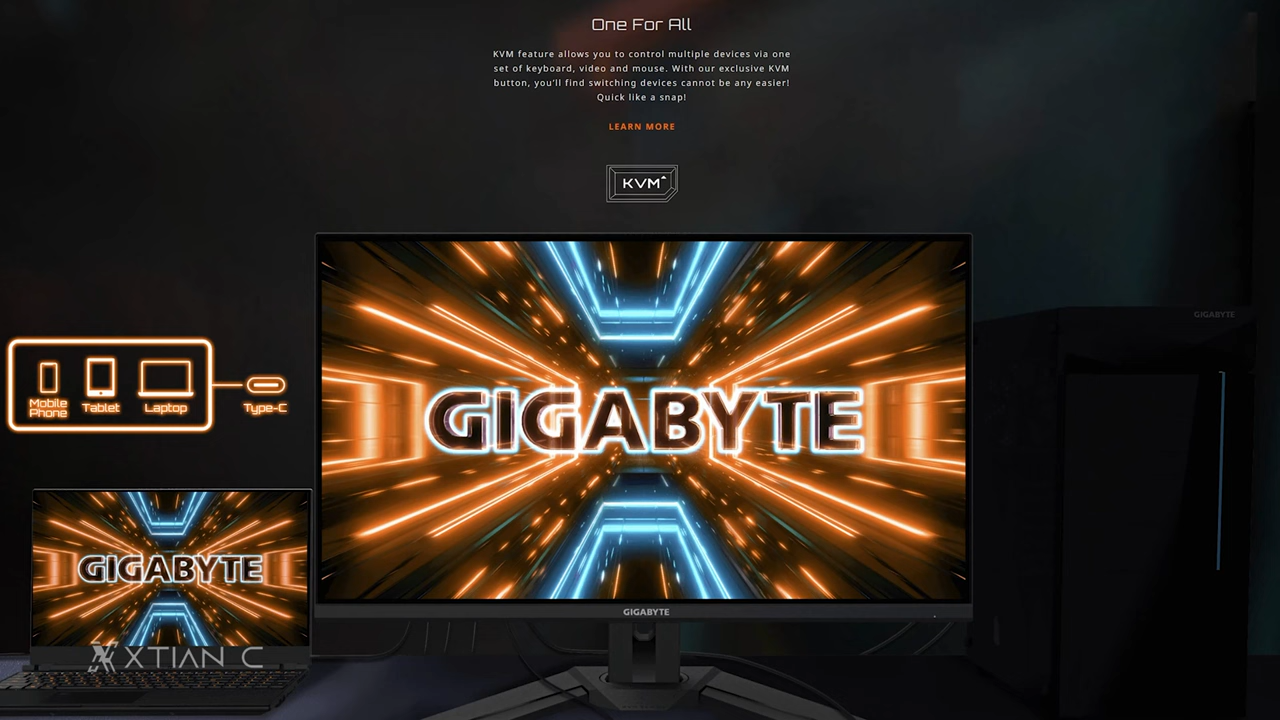 One For All
KVM feature allows you to control multiple devices via one
set of keyboard, video and mouse. With our exclusive KVM
button, you'll find switching devices cannot be any easier!
Quick like a snap!
LEARN MORE
KVM
GIGABYTE
Mobile
Phone
Tablet
Laptop
Type-C
GIGABYTE
GIGABYTE
GIGABYTE
XTIAN C